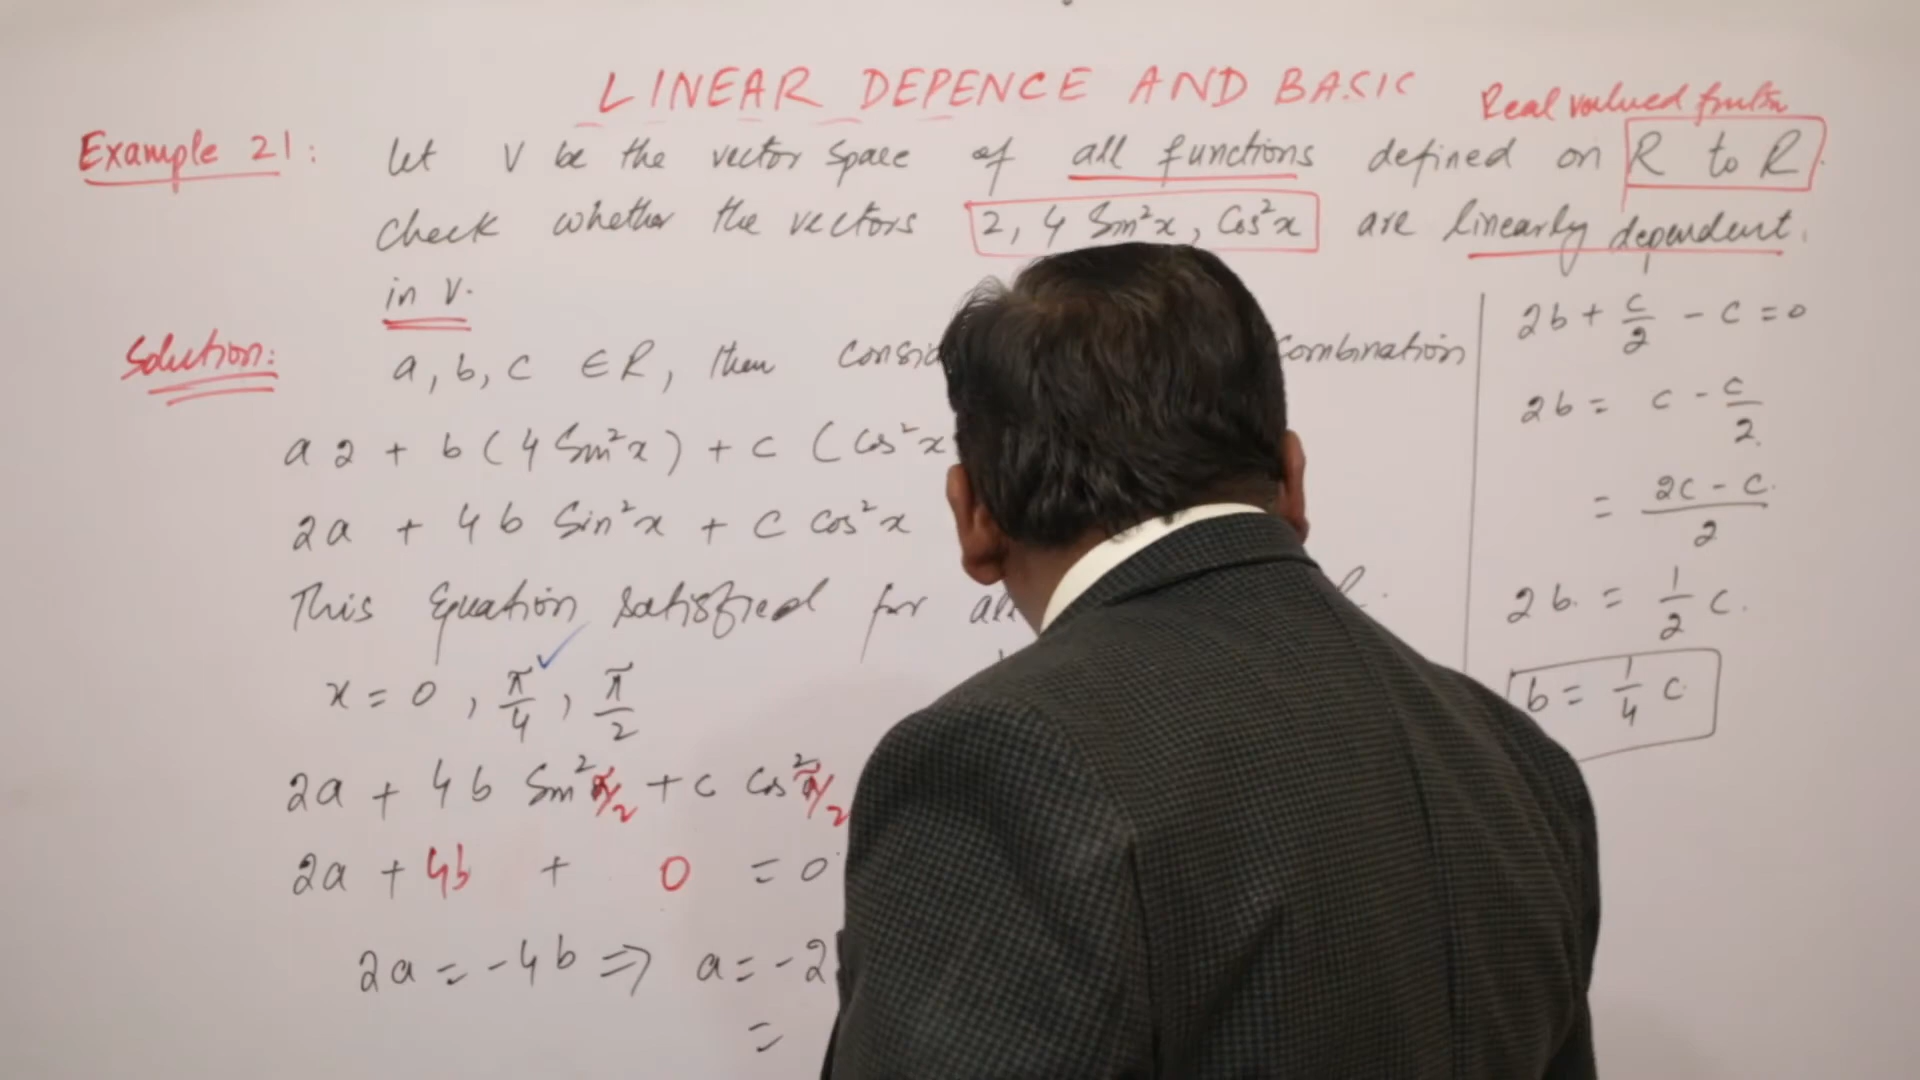 LINEAR DEPENCE AND BASIC
Real valued
Example 21: Let V be the vector space of all functions defined on R to R.
Check whether the vectors 2, 4 Sin²x, Cos²x are linearly dependent.
in V.
Solution: a, b, c ∈ R, then combination
a 2 + b (4 Sin²x) + c (Cos²x
2a + 4b Sin²x + c Cos²x
This Equation satisfied for
x = 0, π/4, π/2
2a + 4b Sin² π/2 + c Cos² π/2
2a + 4b + 0 = 0
2a = -4b ⇒ a = -2
=
2b + c/2 - c = 0
2b = c - c/2
= 2c - c / 2
2b = 1/2 c.
b = 1/4 c